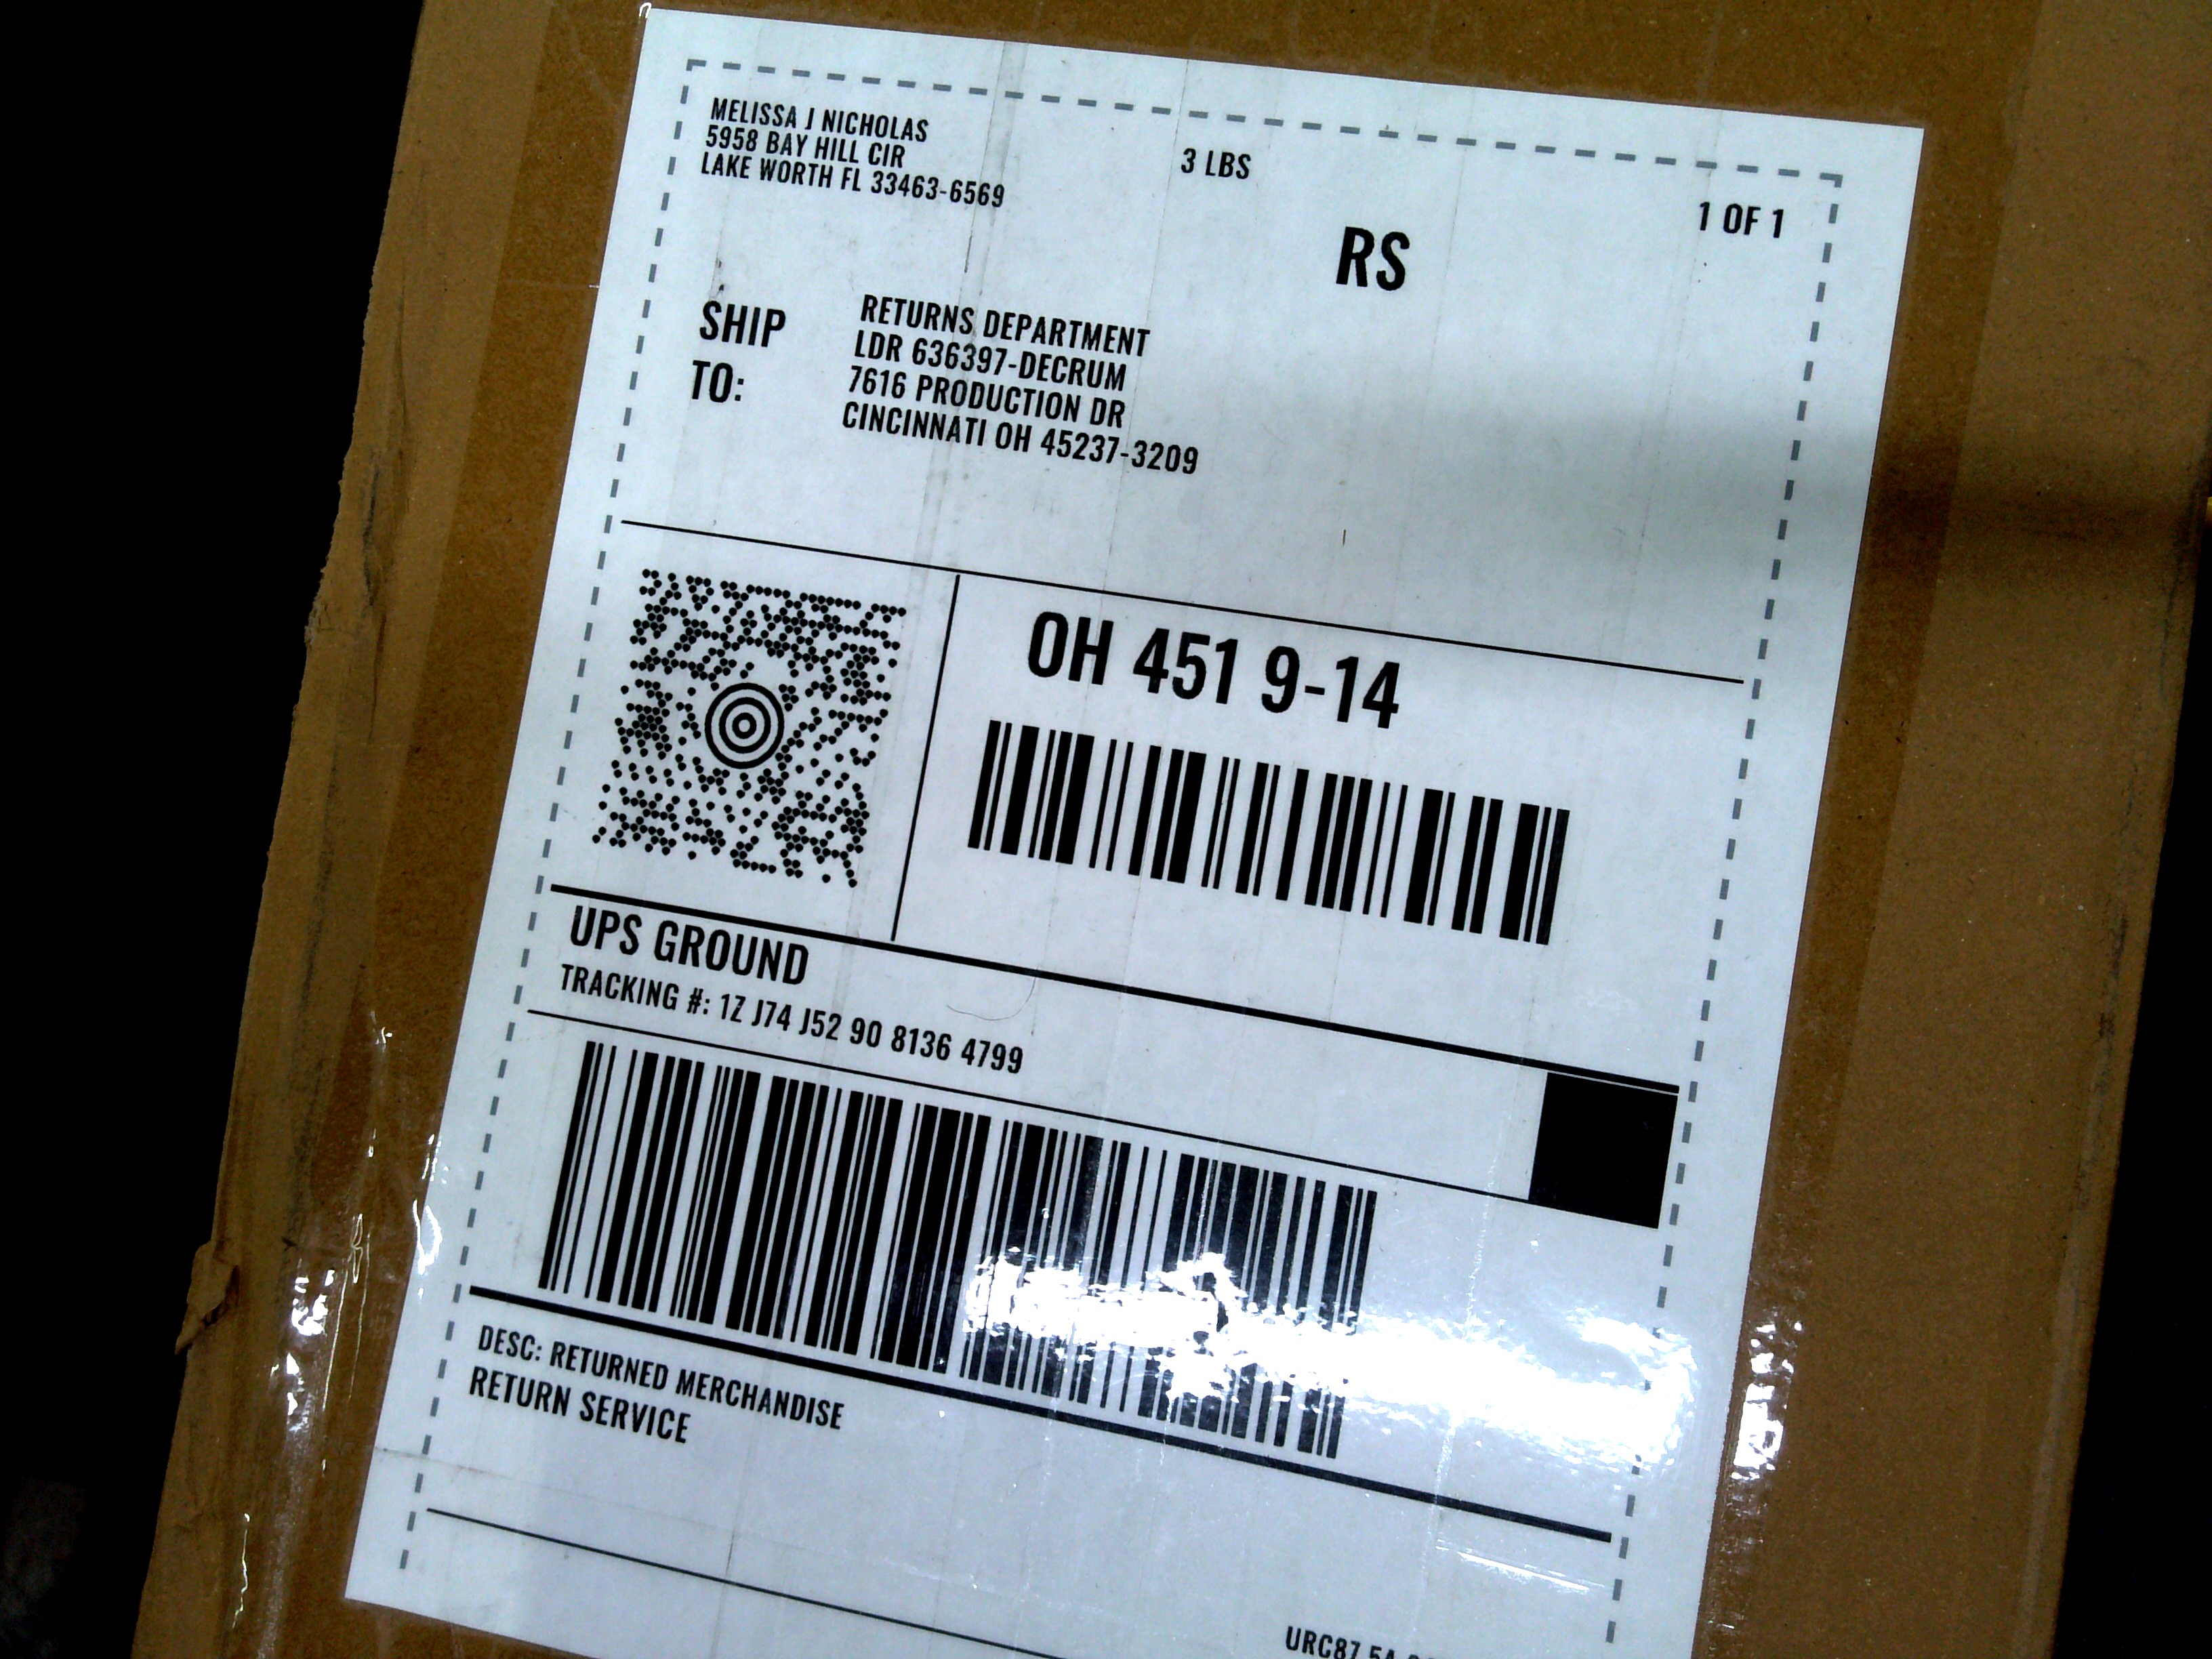 MELISSA J NICHOLAS
5958 BAY HILL CIR
LAKE WORTH FL 33463-6569
3 LBS
1 OF 1
RS
SHIP
TO:
RETURNS DEPARTMENT
LDR 636397-DECRUM
7616 PRODUCTION DR
CINCINNATI OH 45237-3209
OH 451 9-14
UPS GROUND
TRACKING #: 1Z J74 J52 90 8136 4799
DESC: RETURNED MERCHANDISE
RETURN SERVICE
URC87.5A